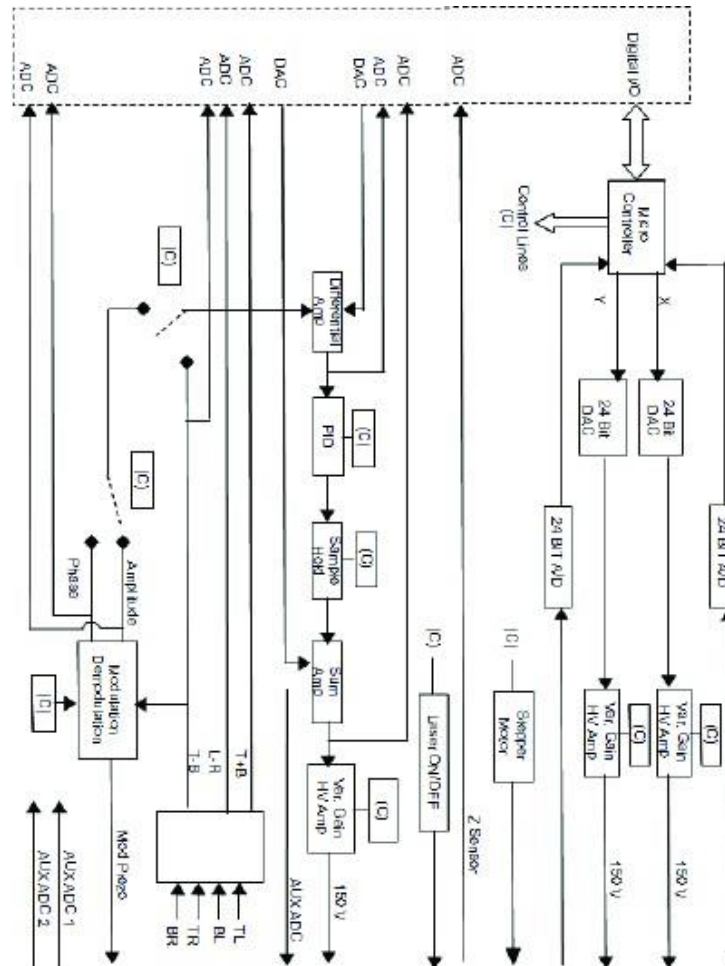 Digital I/O
ADC
ADC
ADC
DAC
DAC
ADC
ADC
ADC
ADC
ADC
Micro
Controller
Control Lines
(C)
X
Y
24 Bit
DAC
24 Bit
DAC
24 BIT A/D
24 BIT A/D
Var. Gain
HV Amp
(C)
Var. Gain
HV Amp
(C)
150 V
150 V
(C)
Stepper
Motor
Z Sensor
(C)
Laser ON/OFF
Differential
Amp
PID
(C)
Sample
Hold
(C)
Sum
Amp
Var. Gain
HV Amp
(C)
150 V
AUX ADC
(C)
(C)
T+B
L-R
T-B
TL
BL
TR
BR
Amplitude
Phase
Modulation
Demodulation
(C)
Mod Piezo
AUX ADC 1
AUX ADC 2